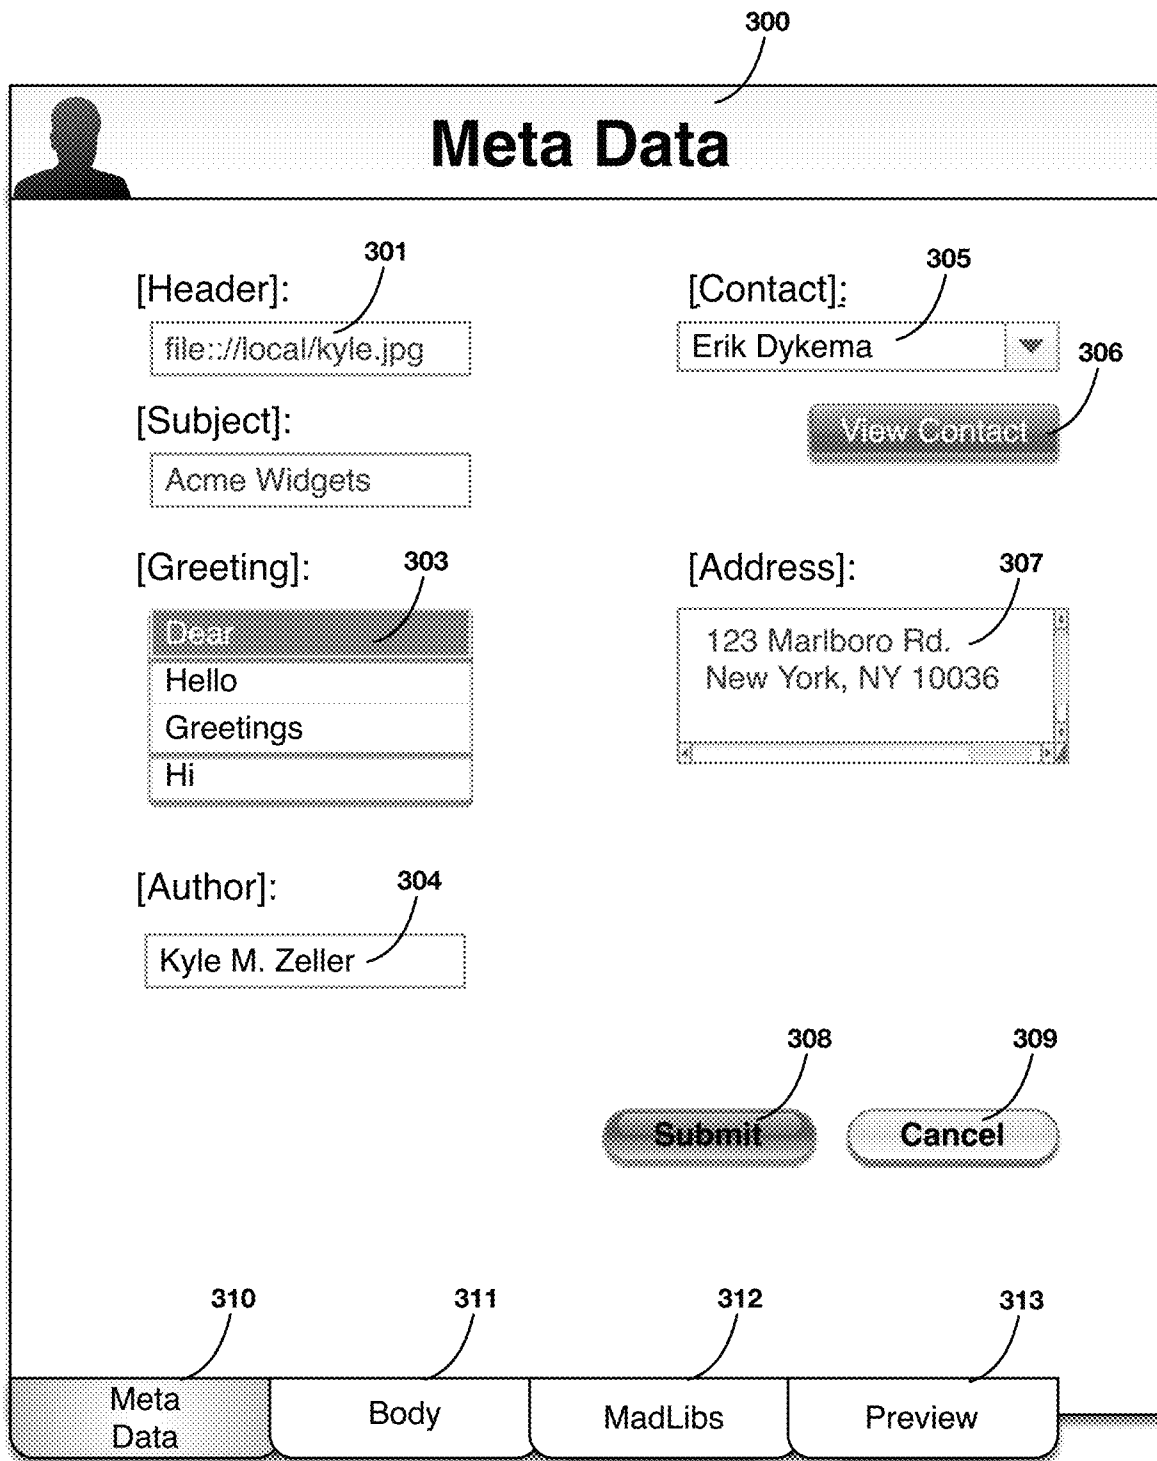 300
Meta Data
301
[Header]:
file:://local/kyle.jpg
305
[Contact]:
Erik Dykema
306
View Contact
[Subject]:
Acme Widgets
[Greeting]:
303
Dear
Hello
Greetings
Hi
[Address]:
307
123 Marlboro Rd.
New York, NY 10036
[Author]:
304
Kyle M. Zeller
308
309
Submit
Cancel
310
311
312
313
Meta
Data
Body
MadLibs
Preview